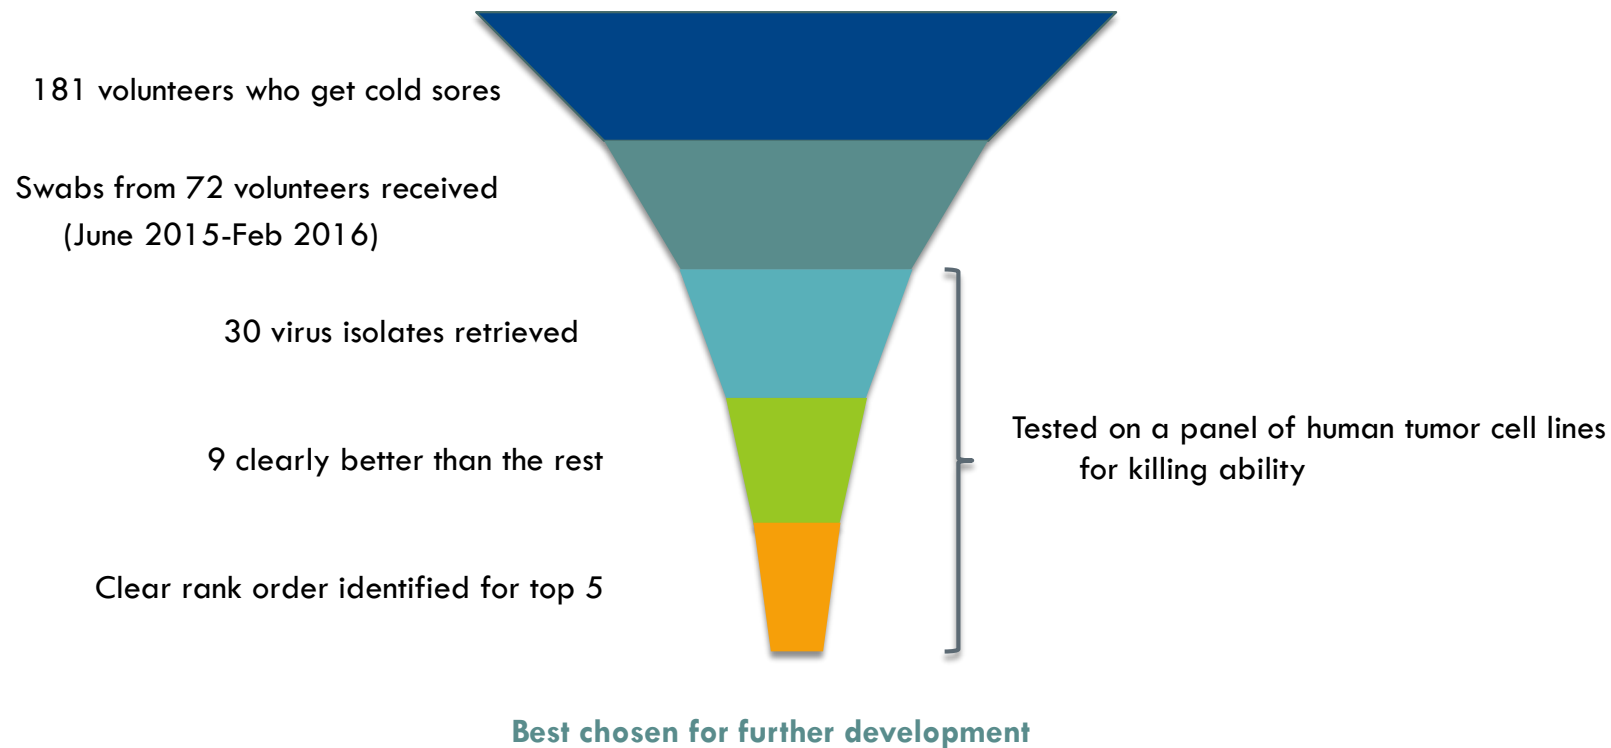 181 volunteers who get cold sores
Swabs from 72 volunteers received
(June 2015-Feb 2016)
30 virus isolates retrieved
9 clearly better than the rest
Clear rank order identified for top 5
Tested on a panel of human tumor cell lines
for killing ability
Best chosen for further development